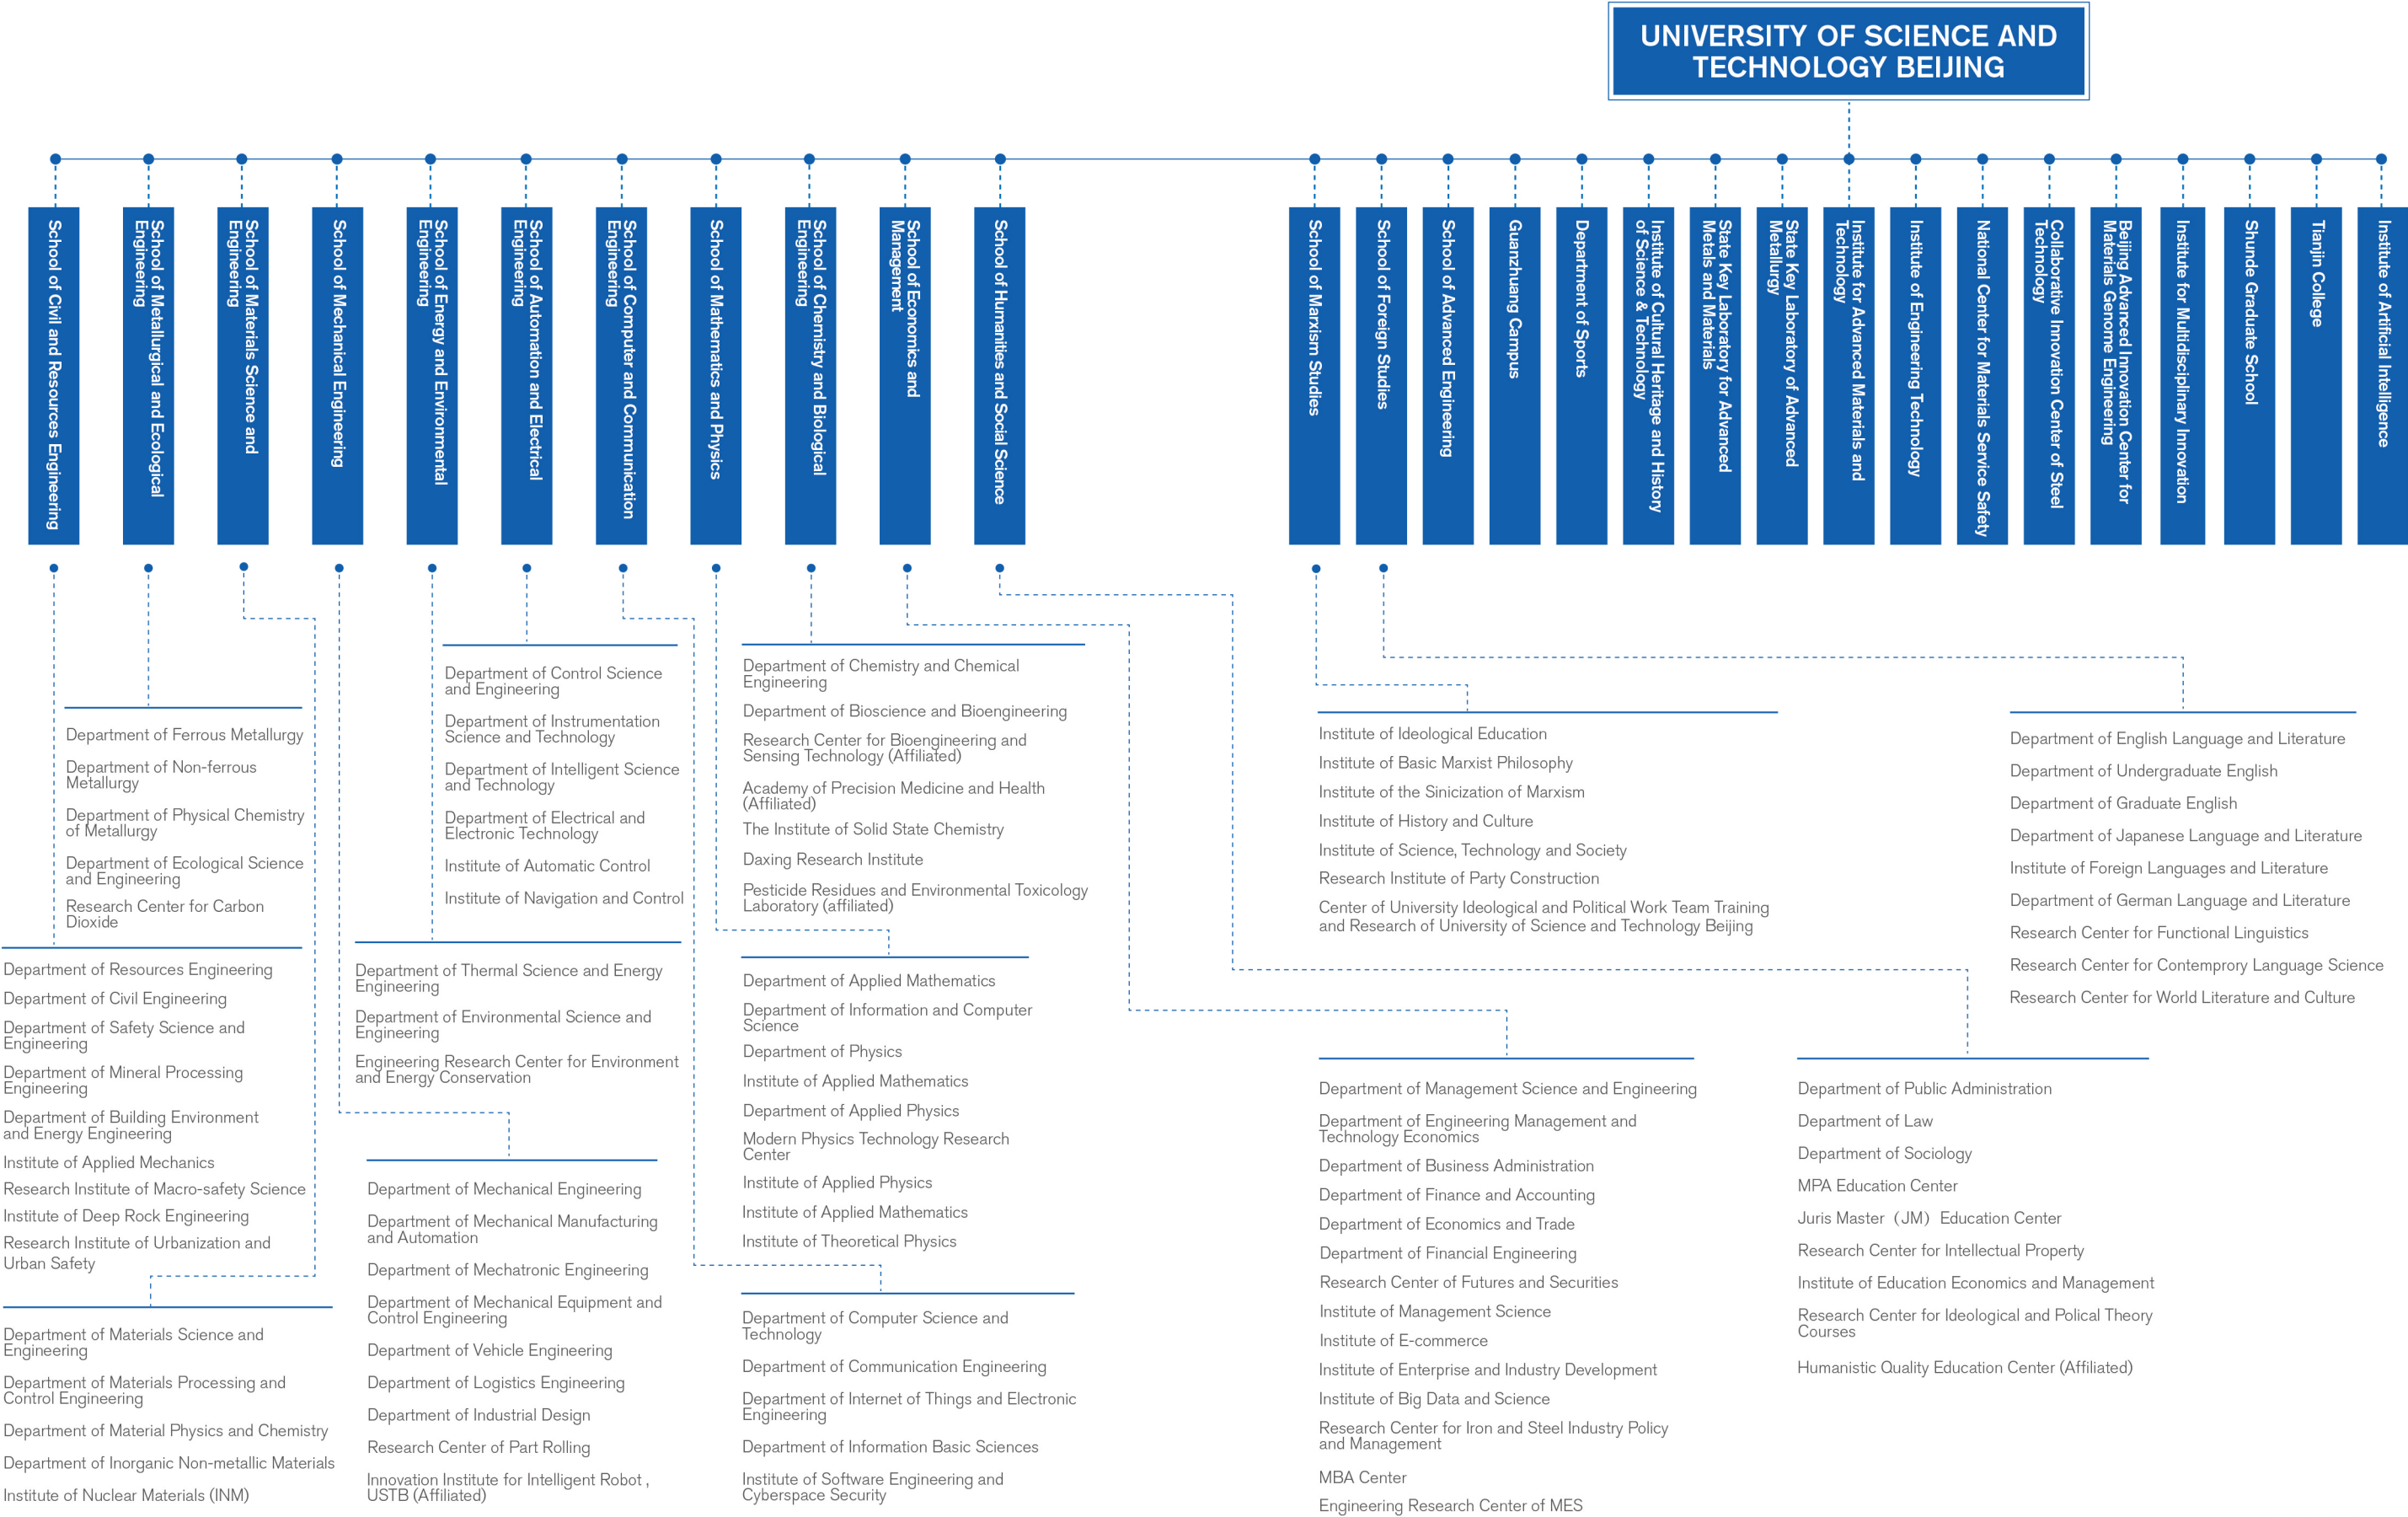 UNIVERSITY OF SCIENCE AND
TECHNOLOGY BEIJING
School of Civil and Resources Engineering
School of Metallurgical and Ecological
Engineering
School of Materials Science and
Engineering
School of Mechanical Engineering
School of Energy and Environmental
Engineering
School of Automation and Electrical
Engineering
School of Computer and Communication
Engineering
School of Mathematics and Physics
School of Chemistry and Biological
Engineering
School of Economics and
Management
School of Humanities and Social Science
School of Marxism Studies
School of Foreign Studies
School of Advanced Engineering
Guanzhuang Campus
Department of Sports
Institute of Cultural Heritage and History
of Science & Technology
State Key Laboratory for Advanced
Metals and Materials
State Key Laboratory of Advanced
Metallurgy
Institute for Advanced Materials and
Technology
Institute of Engineering Technology
National Center for Materials Service Safety
Collaborative Innovation Center of Steel
Technology
Beijing Advanced Innovation Center for
Materials Genome Engineering
Institute for Multidisciplinary Innovation
Shunde Graduate School
Tianjin College
Institute of Artificial Intelligence
Department of Ferrous Metallurgy
Department of Non-ferrous
Metallurgy
Department of Physical Chemistry
of Metallurgy
Department of Ecological Science
and Engineering
Research Center for Carbon
Dioxide
Department of Resources Engineering
Department of Civil Engineering
Department of Safety Science and
Engineering
Department of Mineral Processing
Engineering
Department of Building Environment
and Energy Engineering
Institute of Applied Mechanics
Research Institute of Macro-safety Science
Institute of Deep Rock Engineering
Research Institute of Urbanization and
Urban Safety
Department of Materials Science and
Engineering
Department of Materials Processing and
Control Engineering
Department of Material Physics and Chemistry
Department of Inorganic Non-metallic Materials
Institute of Nuclear Materials (INM)
Department of Control Science
and Engineering
Department of Instrumentation
Science and Technology
Department of Intelligent Science
and Technology
Department of Electrical and
Electronic Technology
Institute of Automatic Control
Institute of Navigation and Control
Department of Thermal Science and Energy
Engineering
Department of Environmental Science and
Engineering
Engineering Research Center for Environment
and Energy Conservation
Department of Mechanical Engineering
Department of Mechanical Manufacturing
and Automation
Department of Mechatronic Engineering
Department of Mechanical Equipment and
Control Engineering
Department of Vehicle Engineering
Department of Logistics Engineering
Department of Industrial Design
Research Center of Part Rolling
Innovation Institute for Intelligent Robot ,
USTB (Affiliated)
Department of Chemistry and Chemical
Engineering
Department of Bioscience and Bioengineering
Research Center for Bioengineering and
Sensing Technology (Affiliated)
Academy of Precision Medicine and Health
(Affiliated)
The Institute of Solid State Chemistry
Daxing Research Institute
Pesticide Residues and Environmental Toxicology
Laboratory (affiliated)
Department of Applied Mathematics
Department of Information and Computer
Science
Department of Physics
Institute of Applied Mathematics
Department of Applied Physics
Modern Physics Technology Research
Center
Institute of Applied Physics
Institute of Applied Mathematics
Institute of Theoretical Physics
Department of Computer Science and
Technology
Department of Communication Engineering
Department of Internet of Things and Electronic
Engineering
Department of Information Basic Sciences
Institute of Software Engineering and
Cyberspace Security
Institute of Ideological Education
Institute of Basic Marxist Philosophy
Institute of the Sinicization of Marxism
Institute of History and Culture
Institute of Science, Technology and Society
Research Institute of Party Construction
Center of University Ideological and Political Work Team Training
and Research of University of Science and Technology Beijing
Department of English Language and Literature
Department of Undergraduate English
Department of Graduate English
Department of Japanese Language and Literature
Institute of Foreign Languages and Literature
Department of German Language and Literature
Research Center for Functional Linguistics
Research Center for Contemprory Language Science
Research Center for World Literature and Culture
Department of Management Science and Engineering
Department of Engineering Management and
Technology Economics
Department of Business Administration
Department of Finance and Accounting
Department of Economics and Trade
Department of Financial Engineering
Research Center of Futures and Securities
Institute of Management Science
Institute of E-commerce
Institute of Enterprise and Industry Development
Institute of Big Data and Science
Research Center for Iron and Steel Industry Policy
and Management
MBA Center
Engineering Research Center of MES
Department of Public Administration
Department of Law
Department of Sociology
MPA Education Center
Juris Master（JM）Education Center
Research Center for Intellectual Property
Institute of Education Economics and Management
Research Center for Ideological and Polical Theory
Courses
Humanistic Quality Education Center (Affiliated)